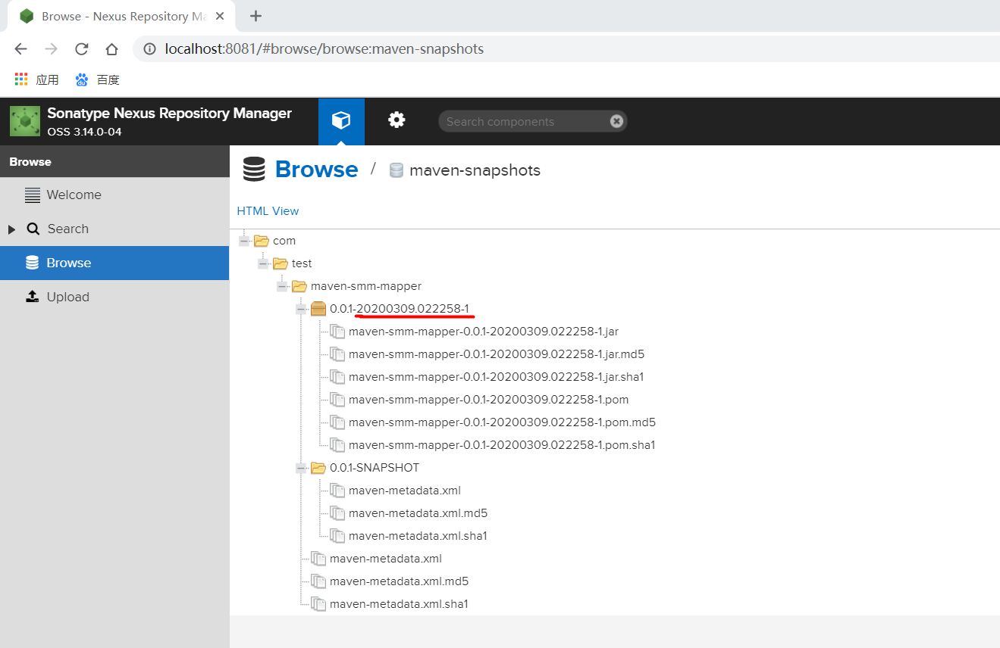 Browse - Nexus Repository Ma
localhost:8081/#browse/browse:maven-snapshots
应用 百度
Sonatype Nexus Repository Manager
OSS 3.14.0-04
Search components
Browse
Welcome
Search
Browse
Upload
Browse / maven-snapshots
HTML View
com
test
maven-smm-mapper
0.0.1-20200309.022258-1
maven-smm-mapper-0.0.1-20200309.022258-1.jar
maven-smm-mapper-0.0.1-20200309.022258-1.jar.md5
maven-smm-mapper-0.0.1-20200309.022258-1.jar.sha1
maven-smm-mapper-0.0.1-20200309.022258-1.pom
maven-smm-mapper-0.0.1-20200309.022258-1.pom.md5
maven-smm-mapper-0.0.1-20200309.022258-1.pom.sha1
0.0.1-SNAPSHOT
maven-metadata.xml
maven-metadata.xml.md5
maven-metadata.xml.sha1
maven-metadata.xml
maven-metadata.xml.md5
maven-metadata.xml.sha1